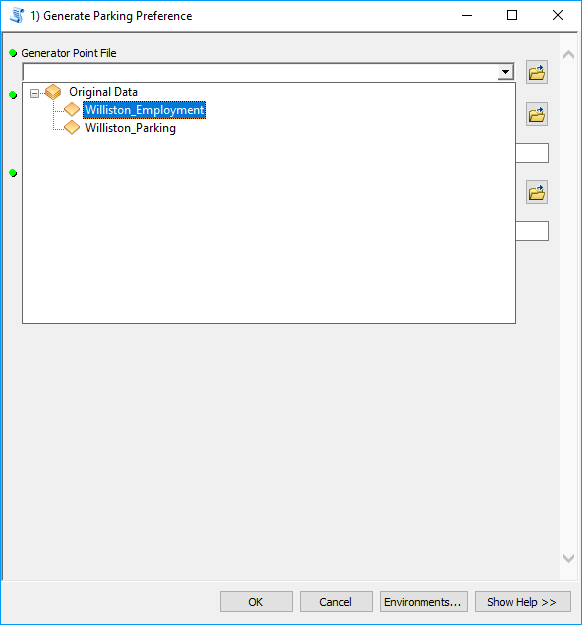 1) Generate Parking Preference
Generator Point File
Original Data
Williston_Employment
Williston_Parking
OK
Cancel
Environments...
Show Help >>